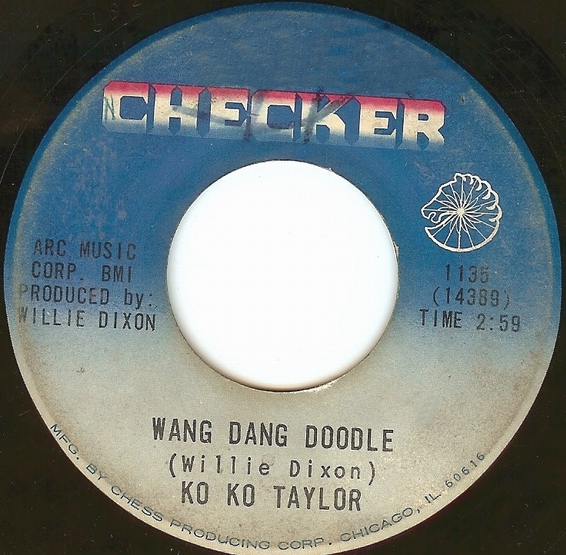 CHECKER
ARC MUSIC
CORP. BMI
PRODUCED by:
WILLIE DIXON
1135
(14389)
TIME 2:59
WANG DANG DOODLE
(Willie Dixon)
KO KO TAYLOR
MFG. BY CHESS PRODUCING CORP. CHICAGO, IL. 60616